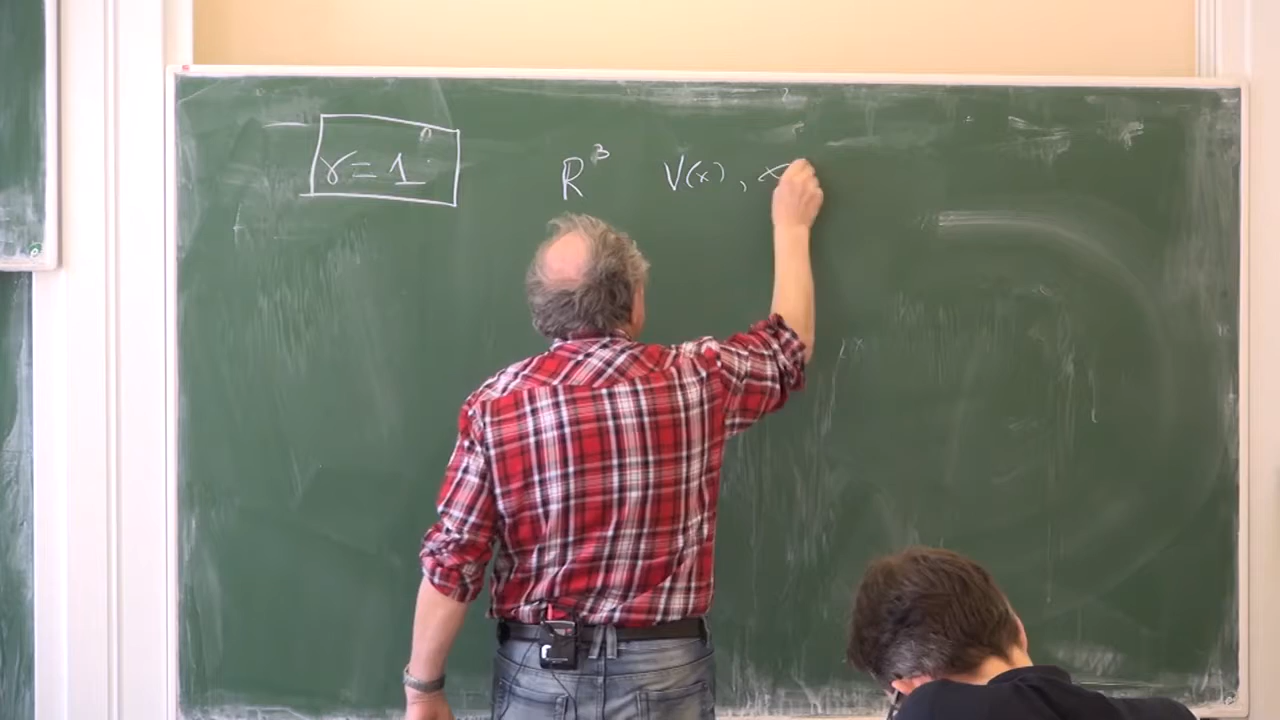 γ = 1 R³ V(x), x